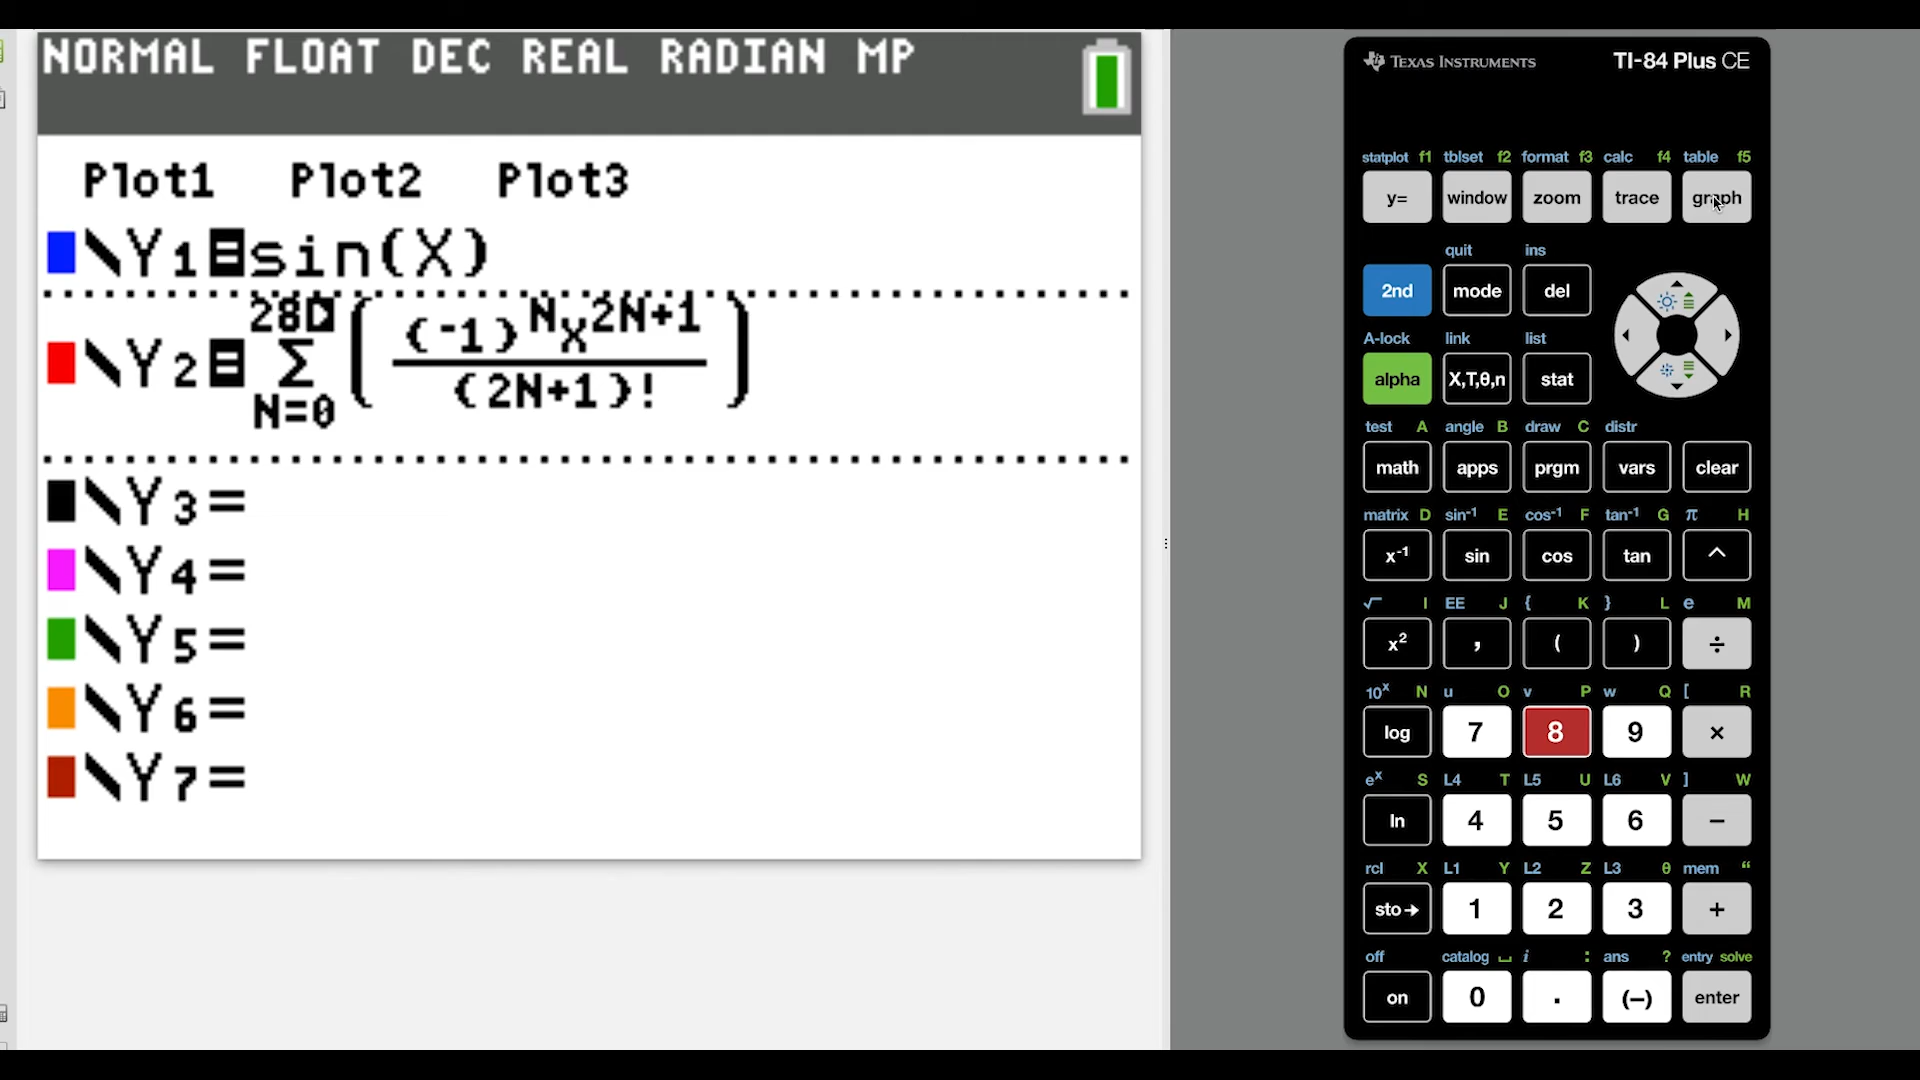 NORMAL FLOAT DEC REAL RADIAN MP
Plot1 Plot2 Plot3
\Y1=sin(X)
28
\Y2=Σ((-1)^N X^2N+1/(2N+1)!)
N=0
\Y3=
\Y4=
\Y5=
\Y6=
\Y7=
TEXAS INSTRUMENTS TI-84 Plus CE
statplot f1 tblset f2 format f3 calc f4 table f5
y= window zoom trace graph
quit ins
2nd mode del
A-lock link list
alpha X,T,θ,n stat
test A angle B draw C distr
math apps prgm vars clear
matrix D sin-1 E cos-1 F tan-1 G π H
x-1 sin cos tan ^
√ I EE J { K } L e M
x2 , ( ) ÷
10x N u O v P w Q [ R
log 7 8 9 ×
ex S L4 T L5 U L6 V ] W
ln 4 5 6 −
rcl X L1 Y L2 Z L3 θ mem “
sto→ 1 2 3 +
off catalog ⎵ i : ans ? entry solve
on 0 . (–) enter